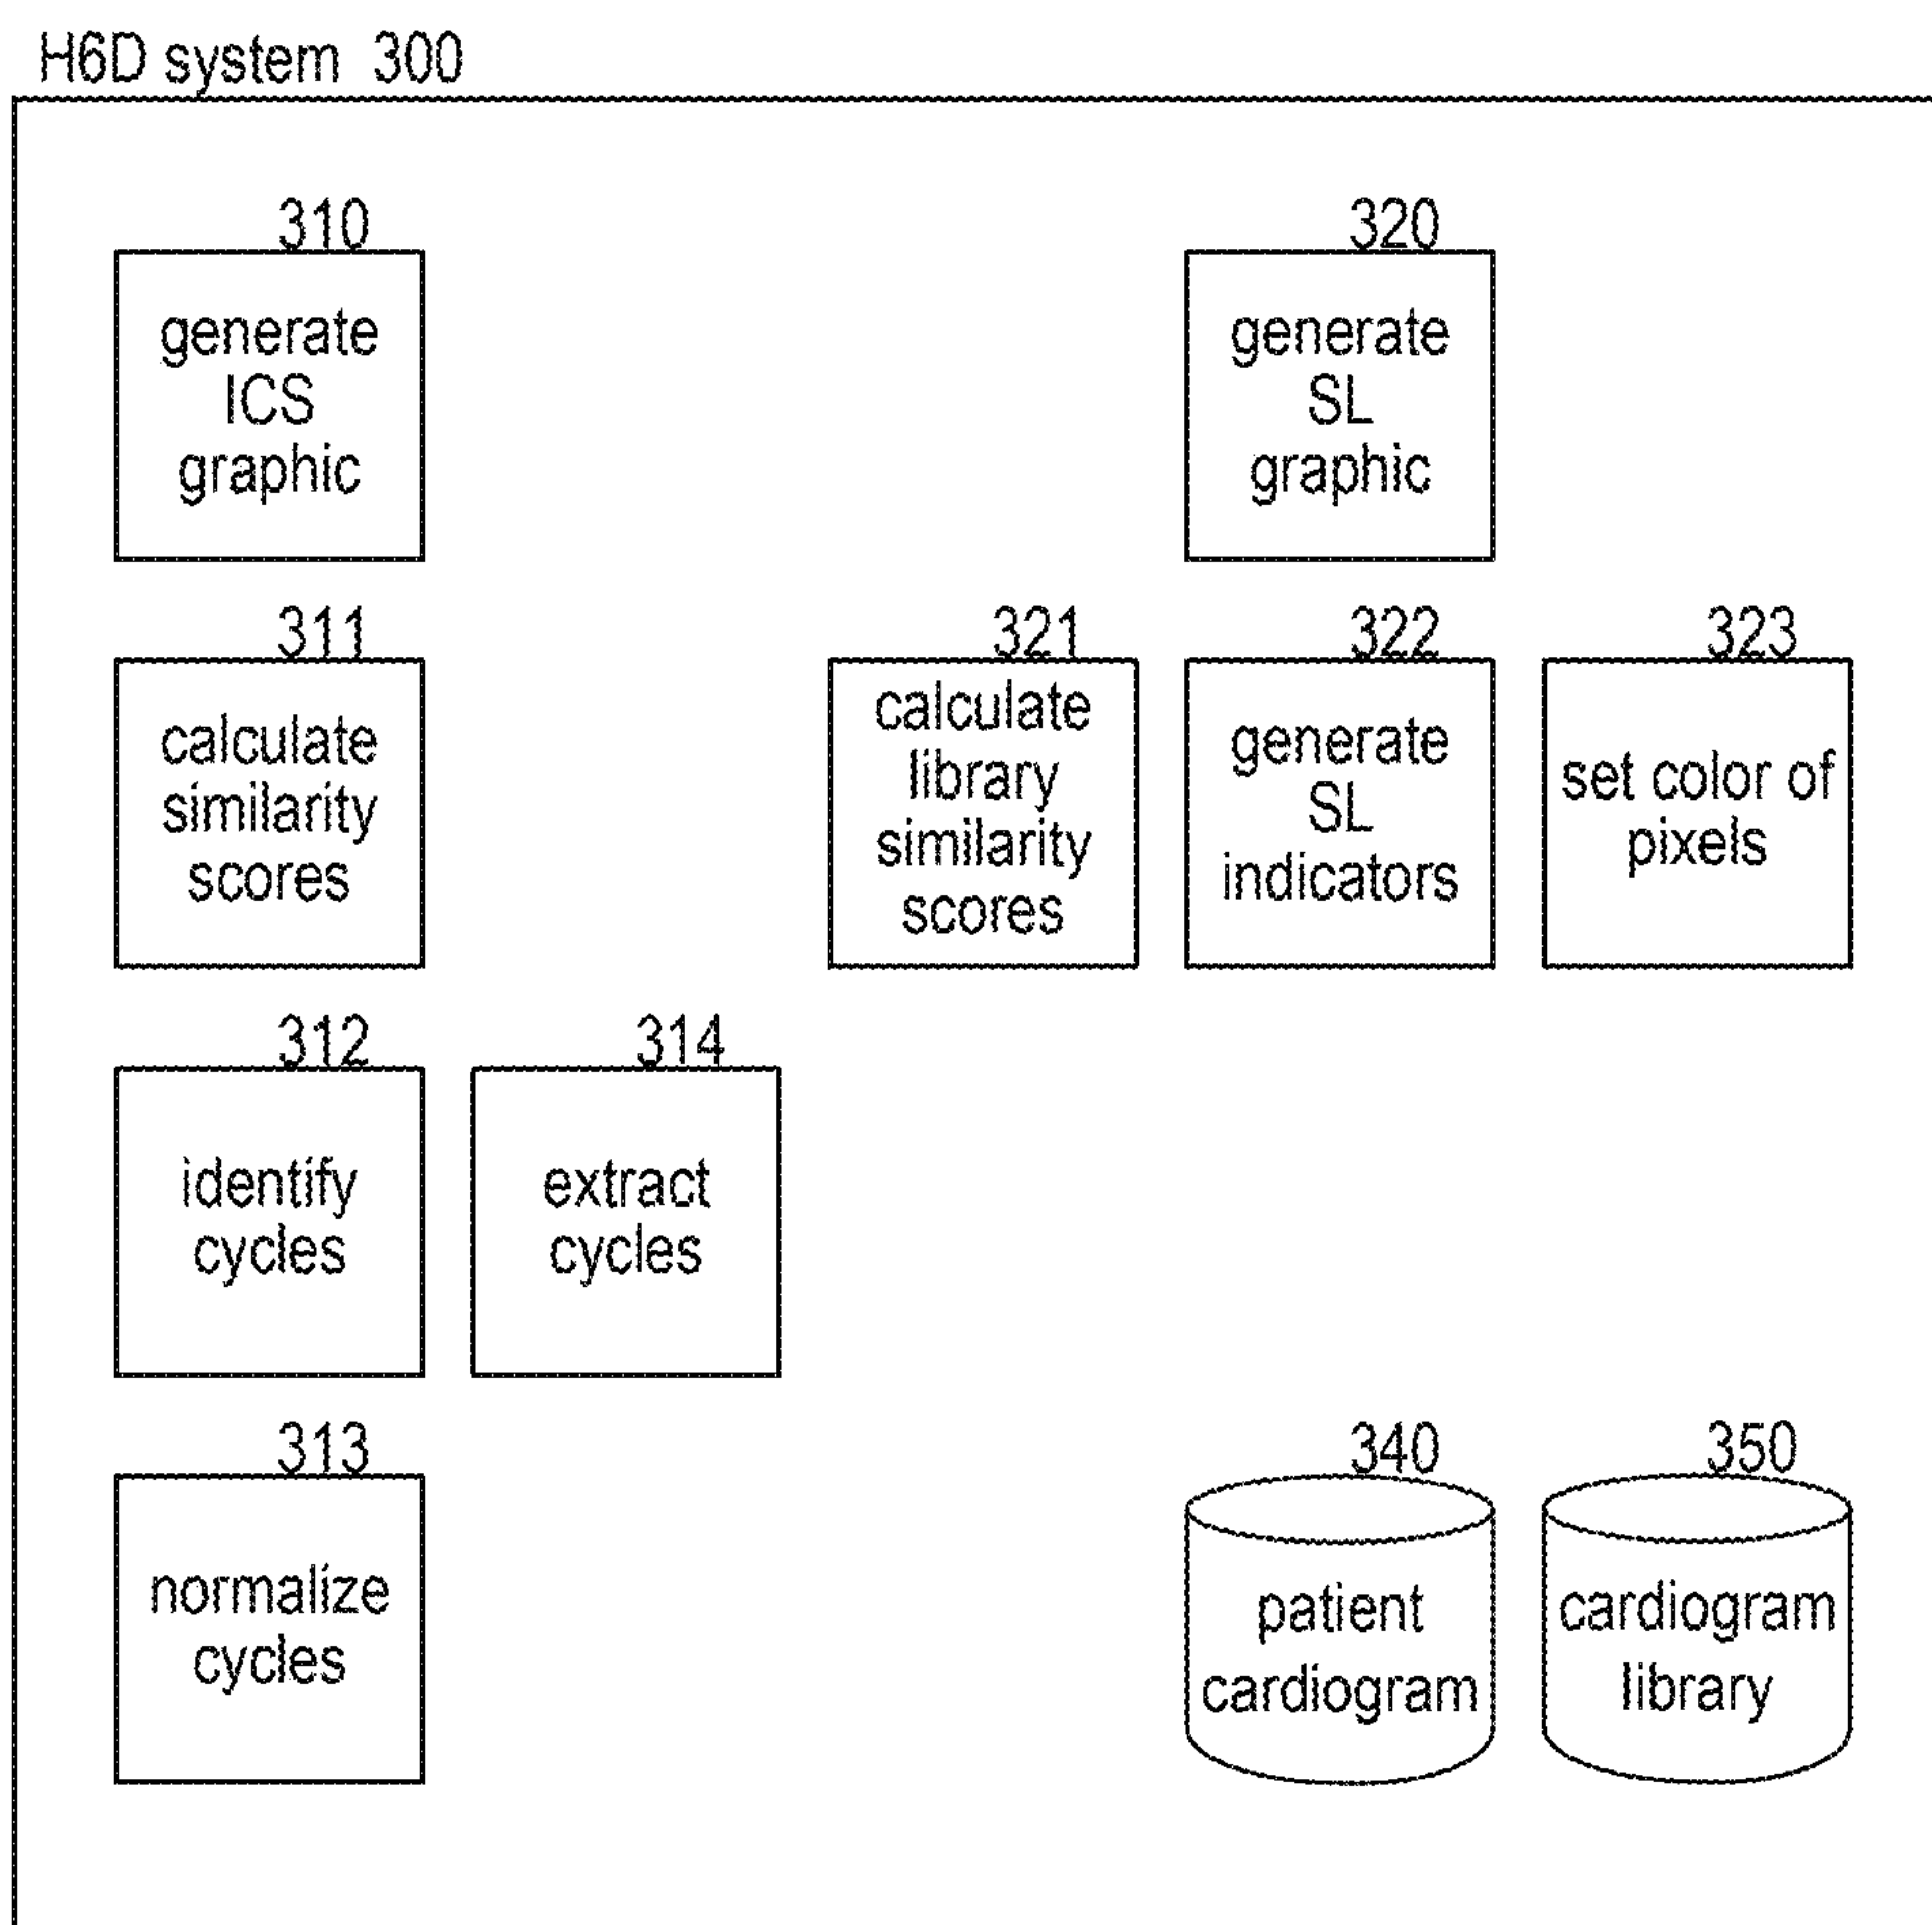 H6D system 300
310
generate
ICS
graphic
320
generate
SL
graphic
311
calculate
similarity
scores
321
calculate
library
similarity
scores
322
generate
SL
indicators
323
set color of
pixels
312
identify
cycles
314
extract
cycles
313
normalize
cycles
340
patient
cardiogram
350
cardiogram
library